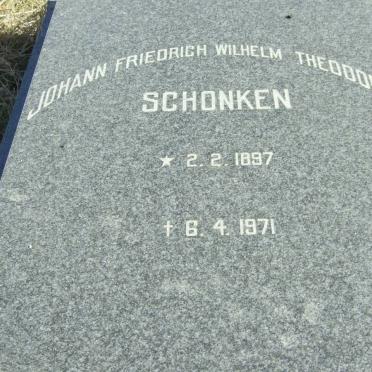 JOHANN FRIEDRICH WILHELM
SCHONKEN
★ 2. 2. 1897
† 6. 4. 1971